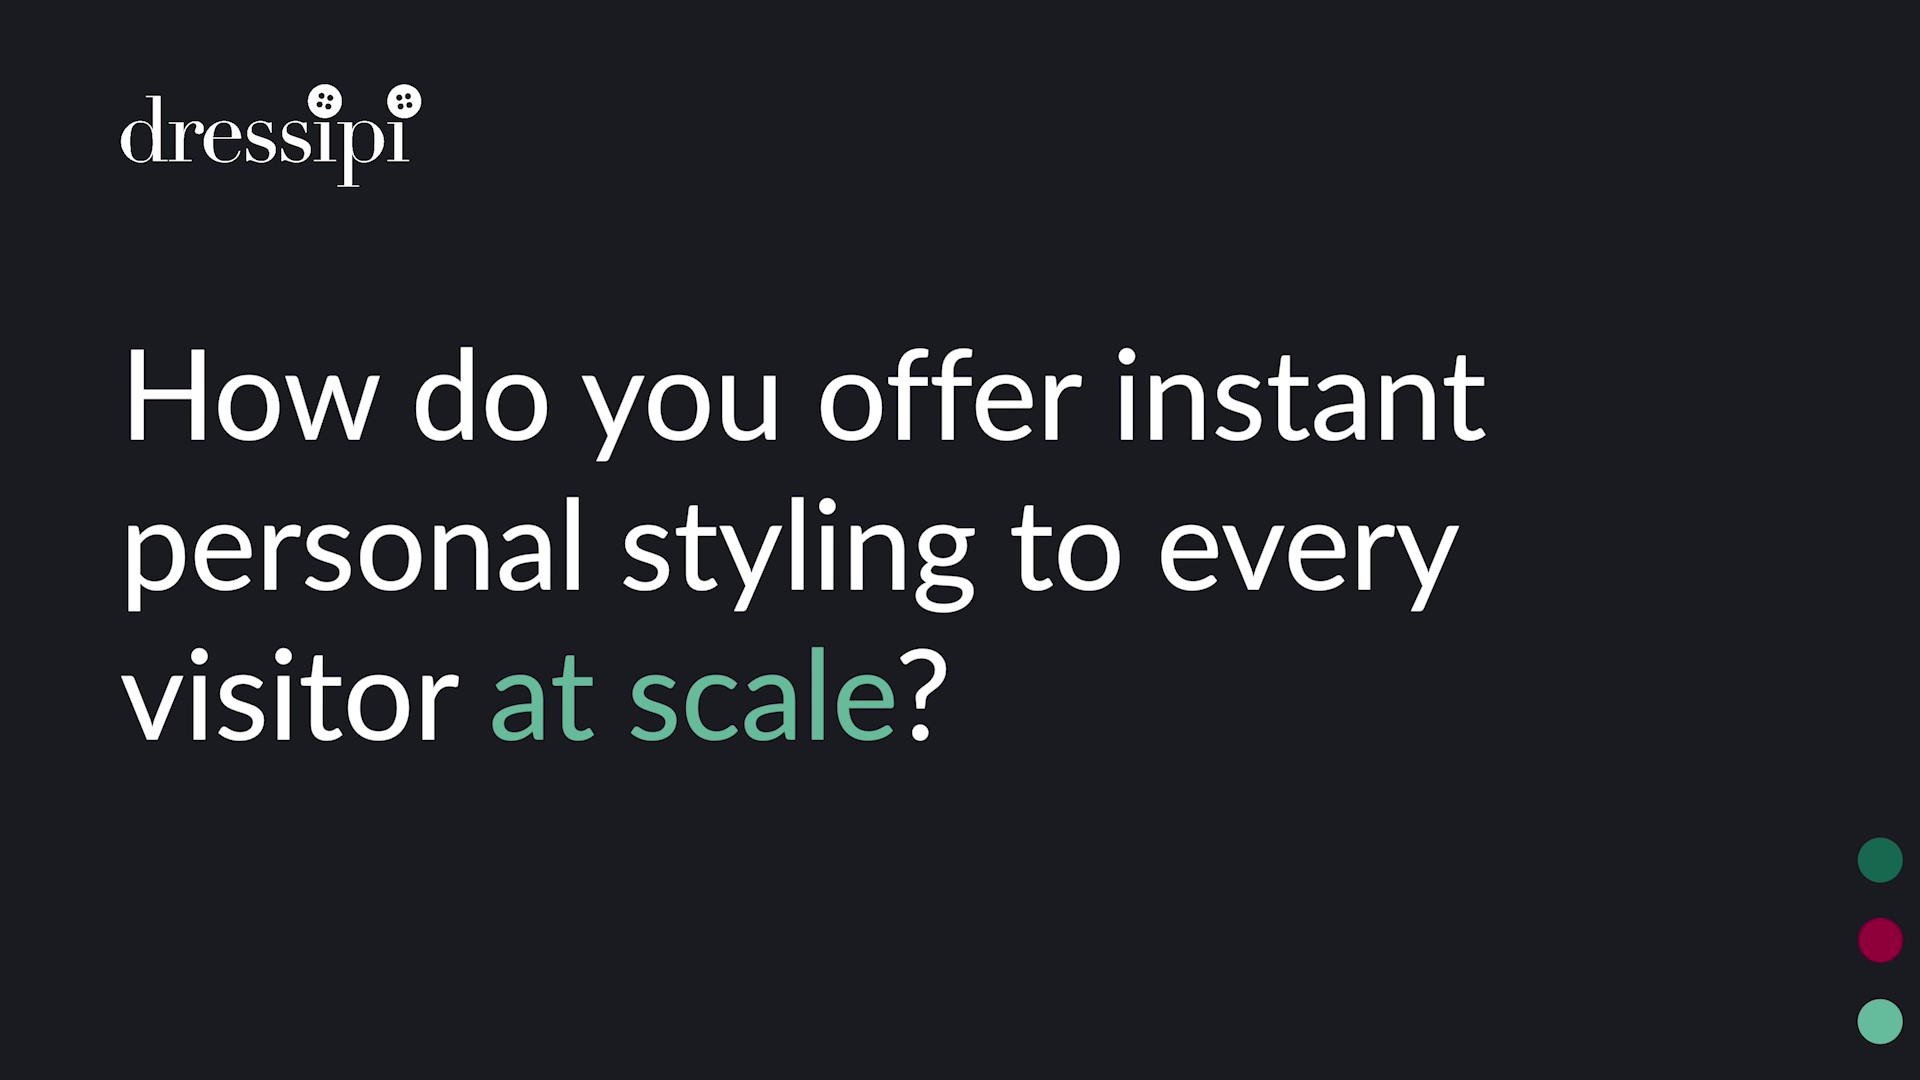 dressipi
How do you offer instant
personal styling to every
visitor at scale?